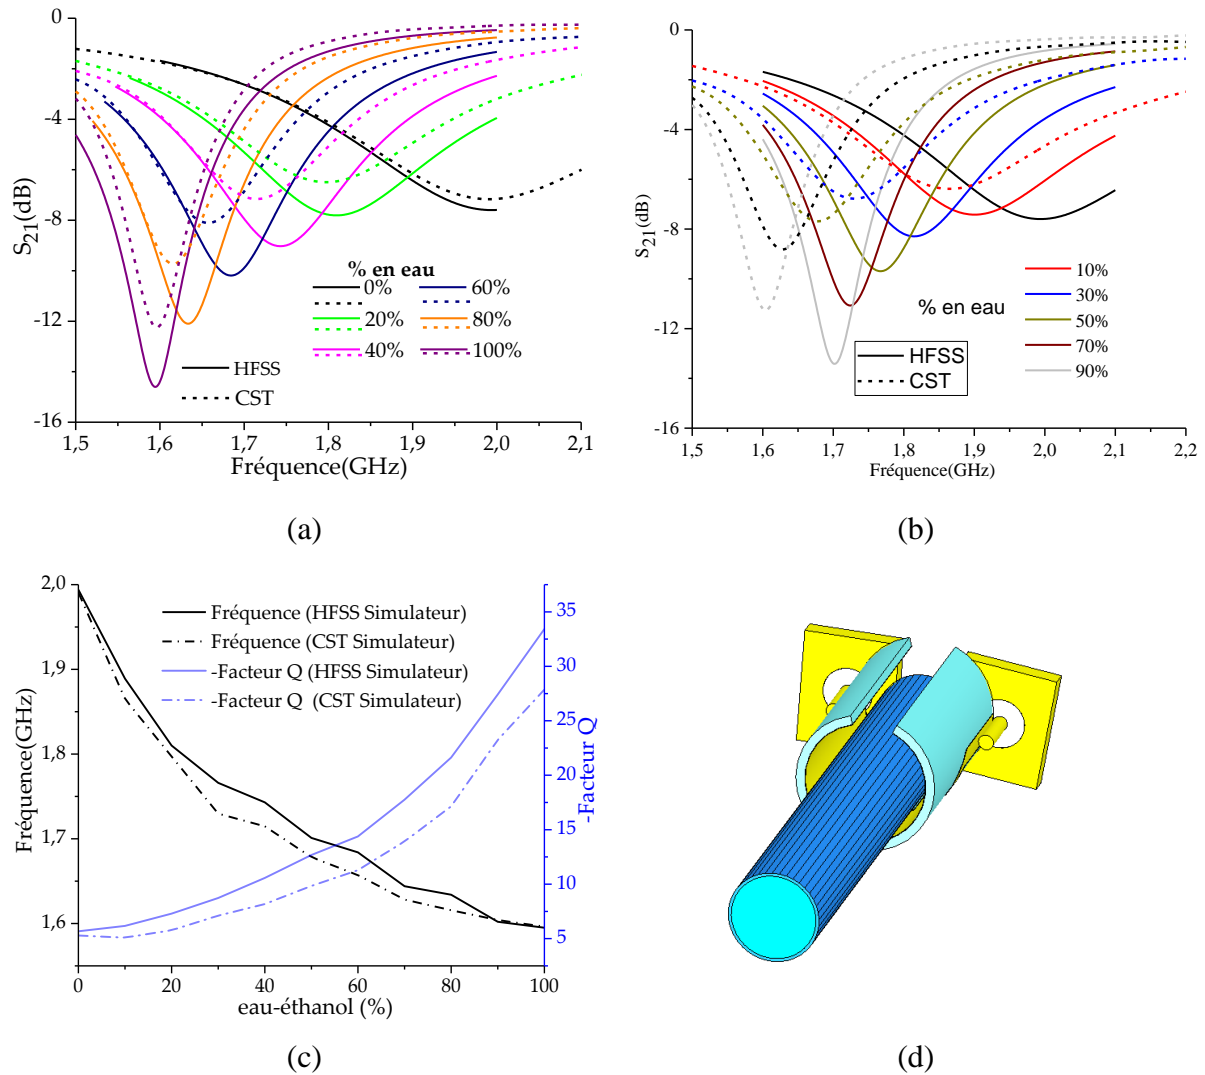 0
-4
-8
-12
-16
S21(dB)
% en eau
0%
60%
20%
80%
40%
100%
HFSS
CST
1,5
1,6
1,7
1,8
1,9
2,0
2,1
Fréquence(GHz)
(a)
0
-4
-8
-12
-16
S21(dB)
% en eau
10%
30%
50%
70%
90%
HFSS
CST
1,5
1,6
1,7
1,8
1,9
2,0
2,1
2,2
Fréquence(GHz)
(b)
2,0
1,9
1,8
1,7
1,6
Fréquence(GHz)
Fréquence (HFSS Simulateur)
Fréquence (CST Simulateur)
-Facteur Q (HFSS Simulateur)
-Facteur Q (CST Simulateur)
35
30
25
20
15
10
5
-Facteur Q
0
20
40
60
80
100
eau-éthanol (%)
(c)
(d)